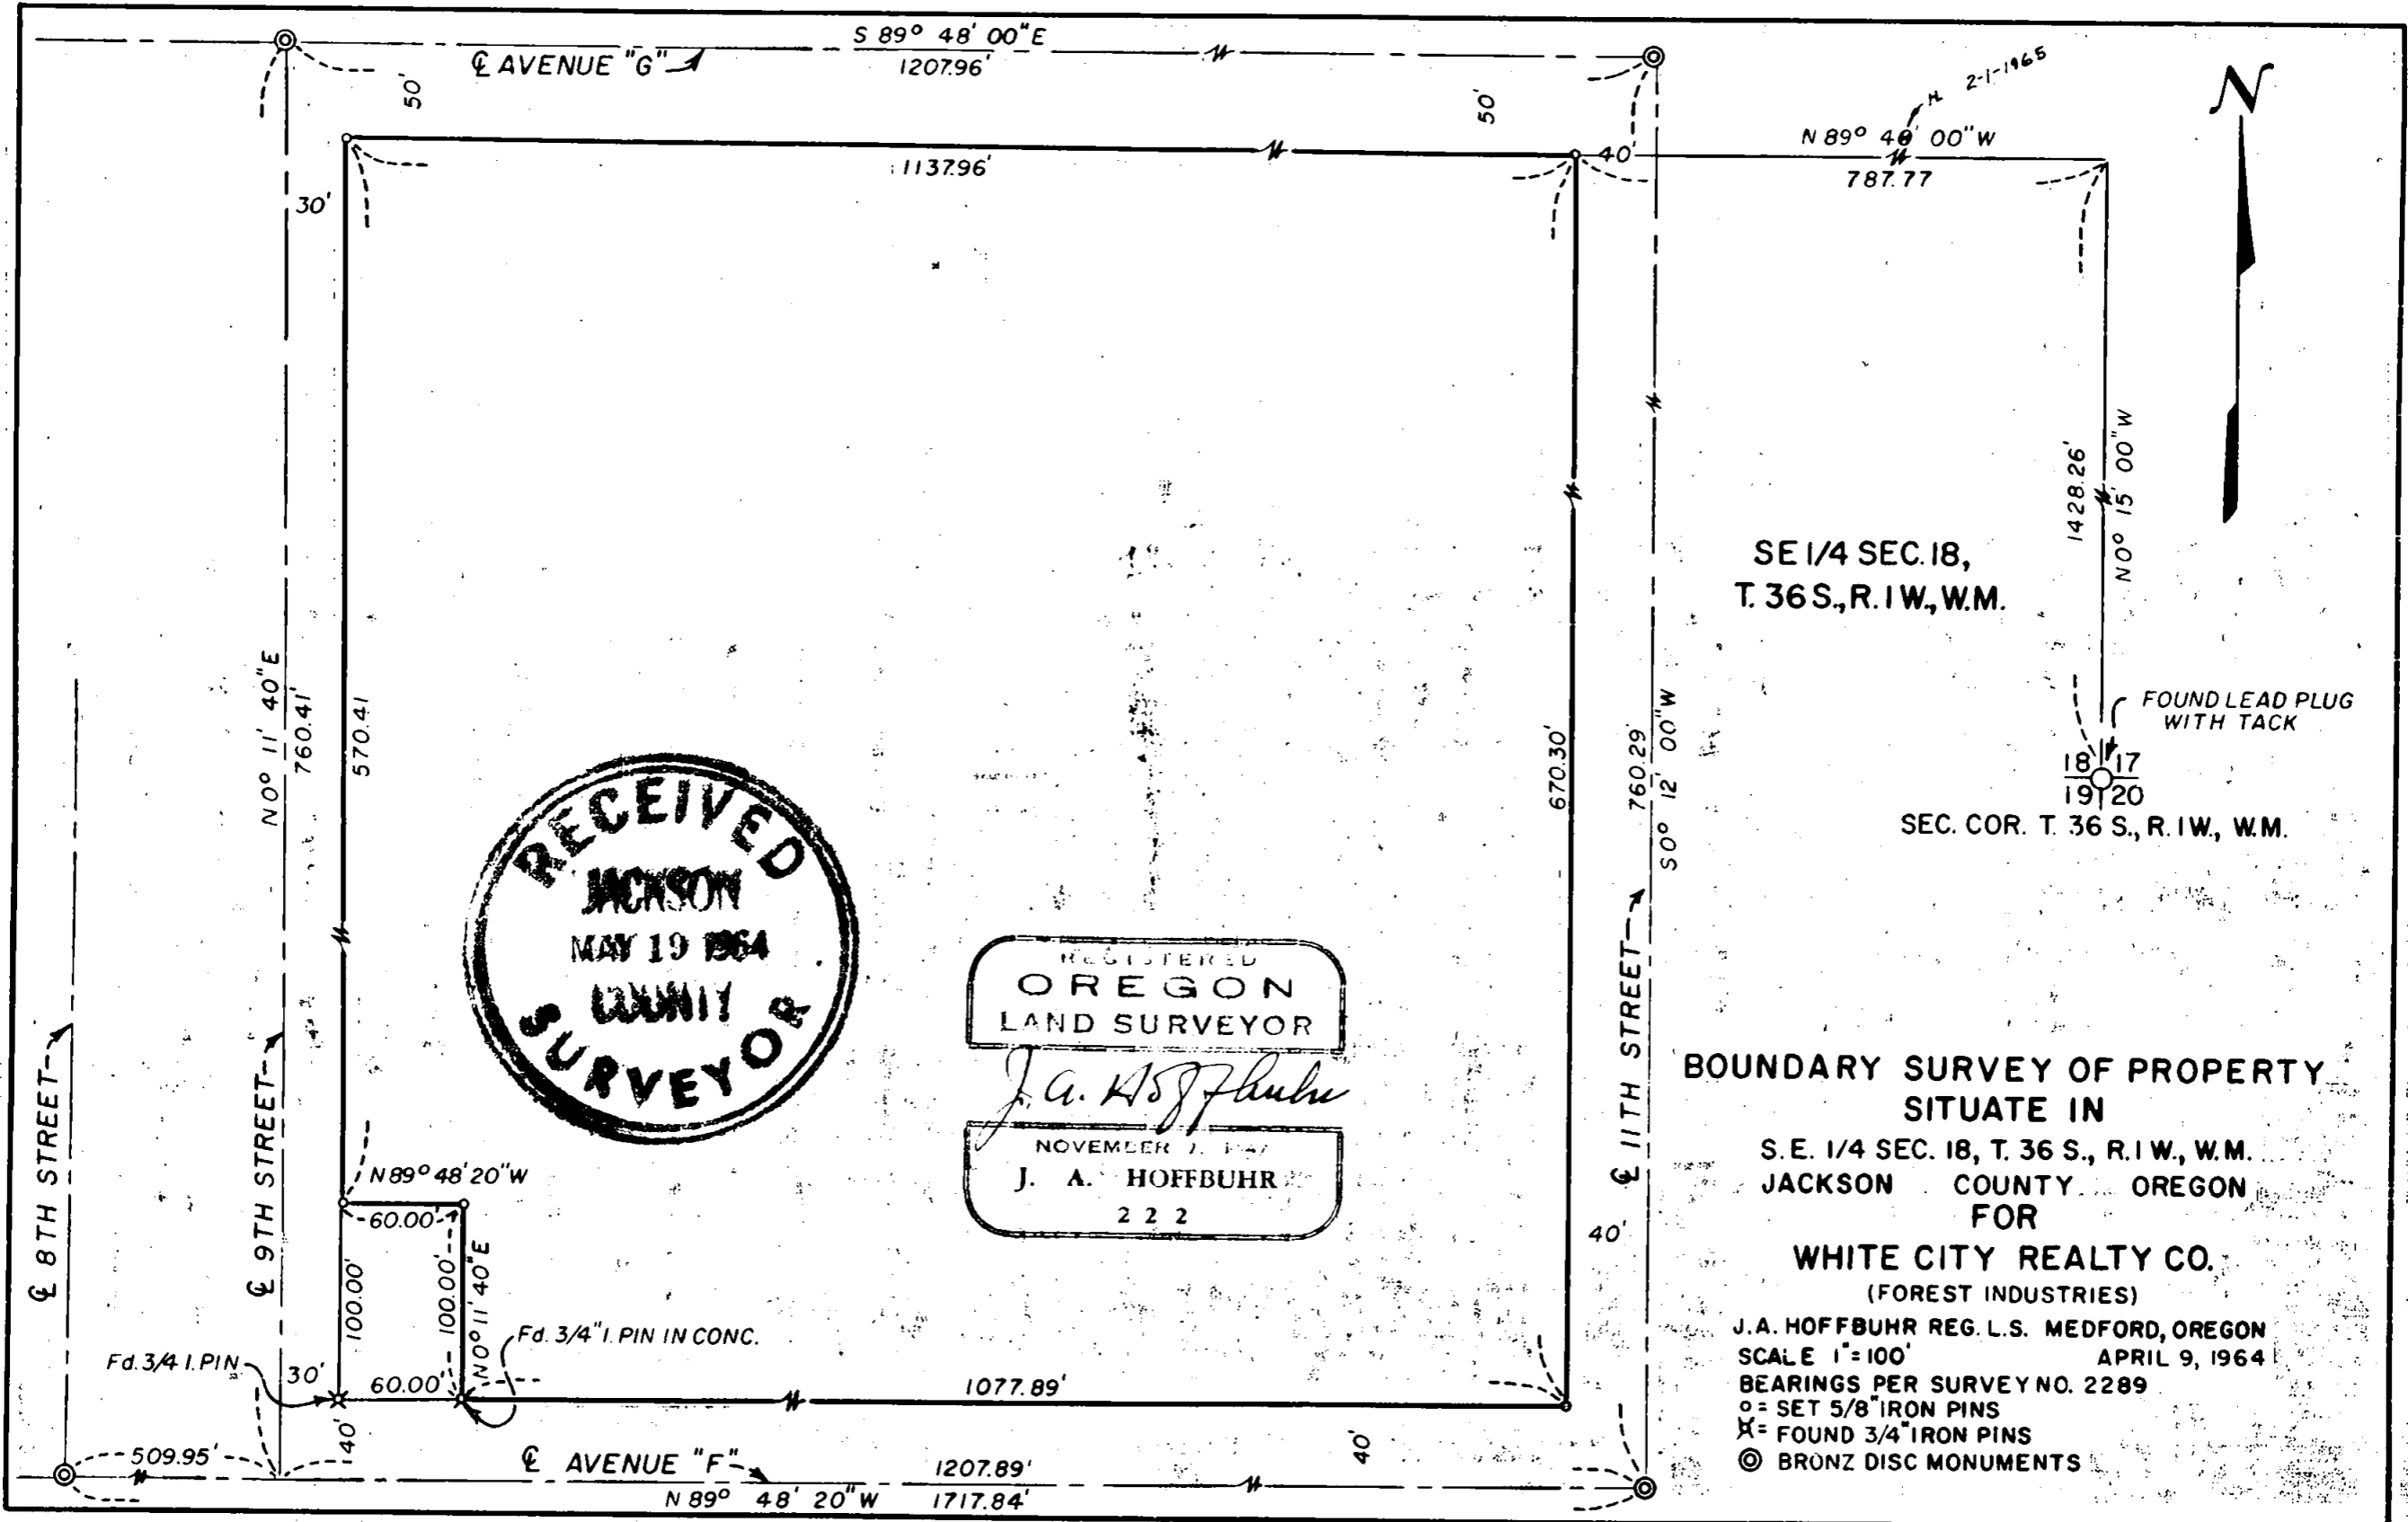 S 89° 48' 00"E
℄ AVENUE "G"
1207.96'
50'
50'
2-1-1965
N
N 89° 48' 00"W
40'
787.77
1137.96'
30'
1428.26'
N0° 15' 00"W
SE 1/4 SEC. 18,
T. 36 S., R. 1 W., W.M.
N0° 11' 40"E
760.41'
570.41
670.30'
760.29'
S0° 12' 00"W
FOUND LEAD PLUG
WITH TACK
18 17
19 20
SEC. COR. T. 36 S., R. 1W., W.M.
RECEIVED
JACKSON
MAY 19 1964
COUNTY
SURVEYOR
REGISTERED
OREGON
LAND SURVEYOR
J. A. Hoffbuhr
NOVEMBER
J. A. HOFFBUHR
222
℄ 8TH STREET
℄ 9TH STREET
℄ 11TH STREET
N 89° 48' 20"W
60.00'
100.00'
100.00'
N0° 11' 40"E
40'
Fd. 3/4" I. PIN IN CONC.
Fd. 3/4 I. PIN
30'
60.00'
1077.89'
40'
40'
509.95'
℄ AVENUE "F"
1207.89'
N 89° 48' 20"W
1717.84'
BOUNDARY SURVEY OF PROPERTY
SITUATE IN
S.E. 1/4 SEC. 18, T. 36 S., R. 1 W., W.M.
JACKSON COUNTY OREGON
FOR
WHITE CITY REALTY CO.
(FOREST INDUSTRIES)
J.A. HOFFBUHR REG. L.S. MEDFORD, OREGON
SCALE 1"=100' APRIL 9, 1964
BEARINGS PER SURVEY NO. 2289
o = SET 5/8" IRON PINS
= FOUND 3/4" IRON PINS
◎ BRONZ DISC MONUMENTS